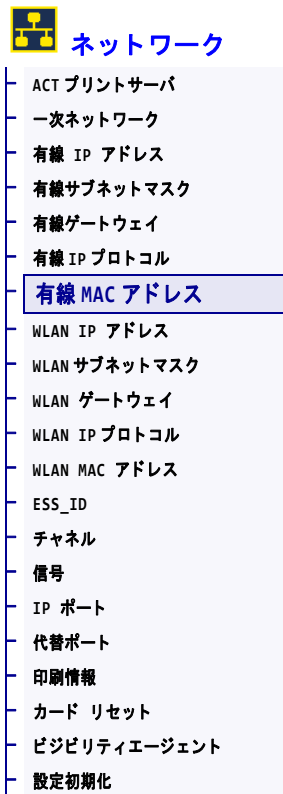 ネットワーク
ACT プリントサーバ
一次ネットワーク
有線 IP アドレス
有線サブネットマスク
有線ゲートウェイ
有線 IP プロトコル
有線 MAC アドレス
WLAN IP アドレス
WLAN サブネットマスク
WLAN ゲートウェイ
WLAN IP プロトコル
WLAN MAC アドレス
ESS_ID
チャネル
信号
IP ポート
代替ポート
印刷情報
カード リセット
ビジビリティエージェント
設定初期化